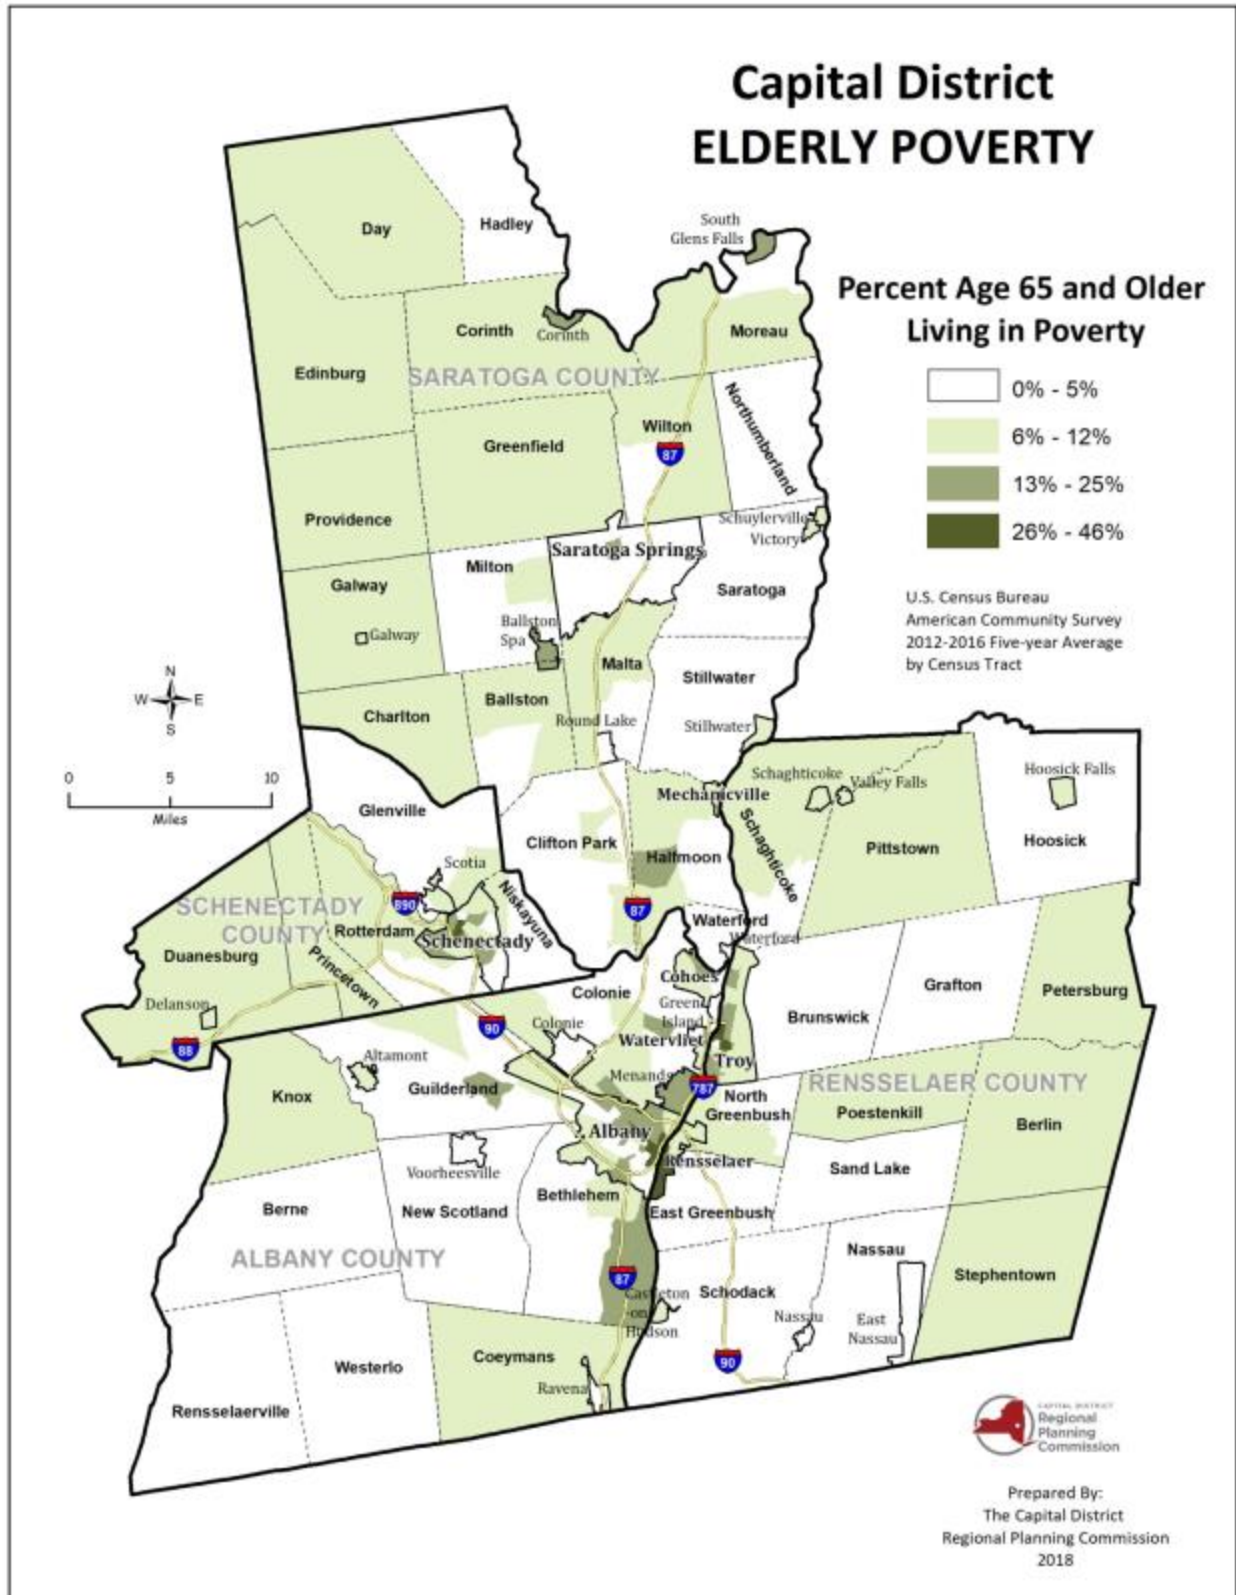 Capital District
ELDERLY POVERTY
South
Glens Falls
Hadley
Day
Percent Age 65 and Older
Living in Poverty
0% - 5%
6% - 12%
13% - 25%
26% - 46%
U.S. Census Bureau
American Community Survey
2012-2016 Five-year Average
by Census Tract
Corinth
Corinth
Moreau
Edinburg
SARATOGA COUNTY
Northumberland
Greenfield
Wilton
87
Providence
Schuylerville
Victory
Saratoga Springs
Milton
Galway
Saratoga
Galway
Ballston
Spa
Malta
Stillwater
N
W
E
S
Charlton
Ballston
Round Lake
Stillwater
0
5
10
Miles
Schaghticoke
Valley Falls
Hoosick Falls
Mechanicville
Glenville
Clifton Park
Halfmoon
Schaghticoke
Pittstown
Hoosick
Scotia
Niskayuna
890
87
SCHENECTADY
COUNTY
Rotterdam
Schenectady
Waterford
Waterford
Duanesburg
Princetown
Cohoes
Colonie
Grafton
Petersburg
Delanson
Green
Island
Brunswick
Colonie
90
Watervliet
88
Altamont
Troy
Menands
787
RENSSELAER COUNTY
Knox
Guilderland
North
Greenbush
Poestenkill
Berlin
Albany
Rensselaer
Sand Lake
Voorheesville
Bethlehem
Berne
New Scotland
East Greenbush
ALBANY COUNTY
Nassau
87
Stephentown
Castleton
-on-
Hudson
Schodack
Nassau
East
Nassau
Coeymans
90
Westerlo
Ravena
Rensselaerville
CAPITAL DISTRICT
Regional
Planning
Commission
Prepared By:
The Capital District
Regional Planning Commission
2018